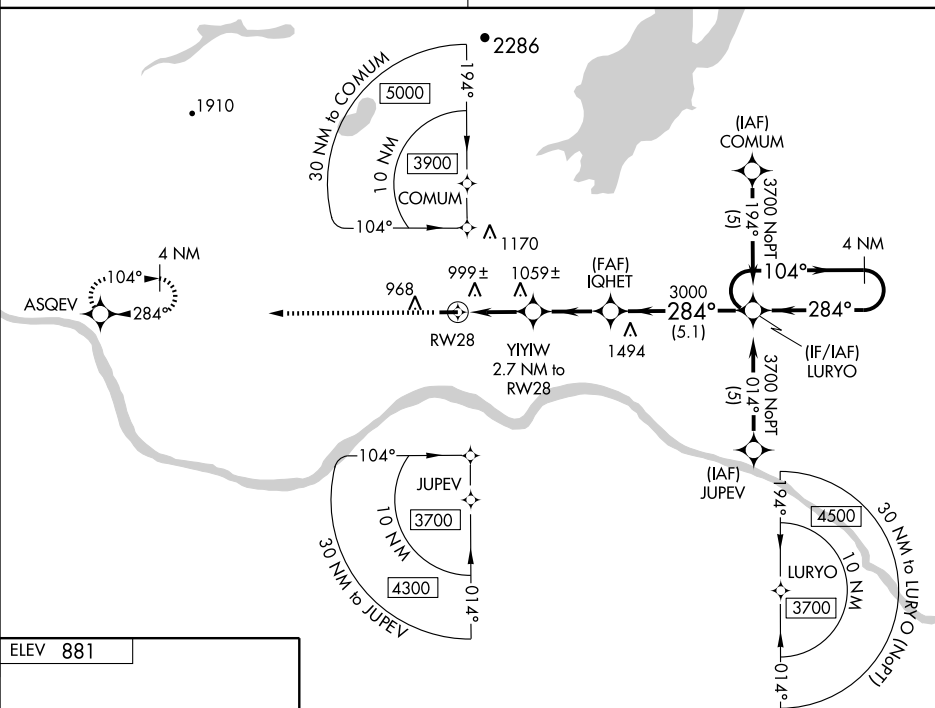 2286
1910
30 NM to COMUM
5000
194°
10 NM
3900
COMUM
104°
1170
(IAF)
COMUM
3700 NoPT
194°
(5)
4 NM
104°
4 NM
104°
ASQEV
284°
968
999±
1059±
(FAF)
IQHET
3000
284°
(5.1)
284°
RW28
YIYIW
2.7 NM to
RW28
1494
(IF/IAF)
LURYO
3700 NoPT
014°
(5)
(IAF)
JUPEV
104°
JUPEV
10 NM
3700
30 NM to JUPEV
4300
014°
194°
4500
30 NM to LURYO (NoPT)
10 NM
LURYO
3700
014°
ELEV 881